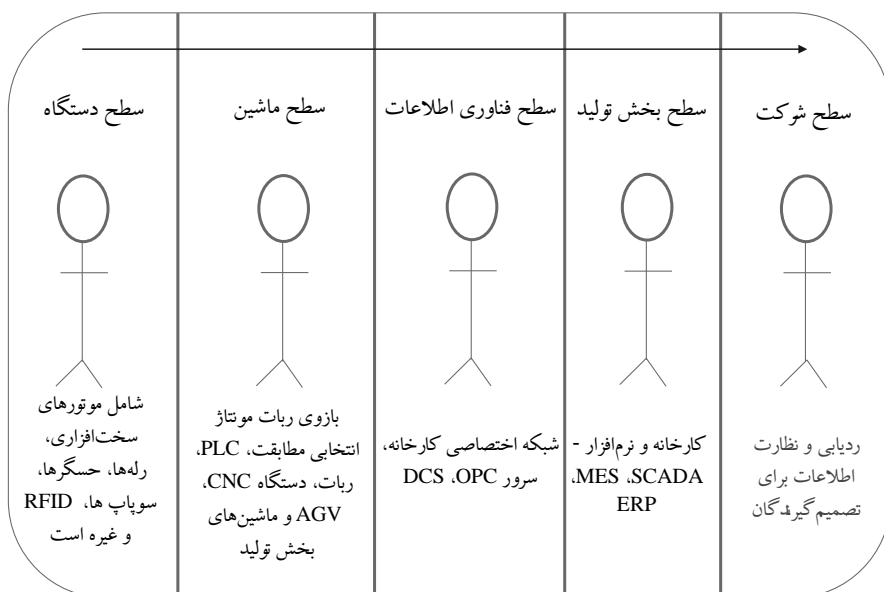 سطح دستگاه
شامل موتورهای
سخت‌افزاری،
رله‌ها، حسگرها،
سوپاپ ها، RFID
و غیره است
سطح ماشین
بازوی ربات مونتاژ
انتخابی مطابقت، PLC،
ربات، دستگاه CNC،
AGV و ماشین‌های
بخش تولید
سطح فناوری اطلاعات
شبکه اختصاصی کارخانه،
سرور DCS ،OPC
سطح بخش تولید
کارخانه و نرم‌افزار -
MES ،SCADA،
ERP
سطح شرکت
ردیابی و نظارت
اطلاعات برای
تصمیم‌گیرندگان